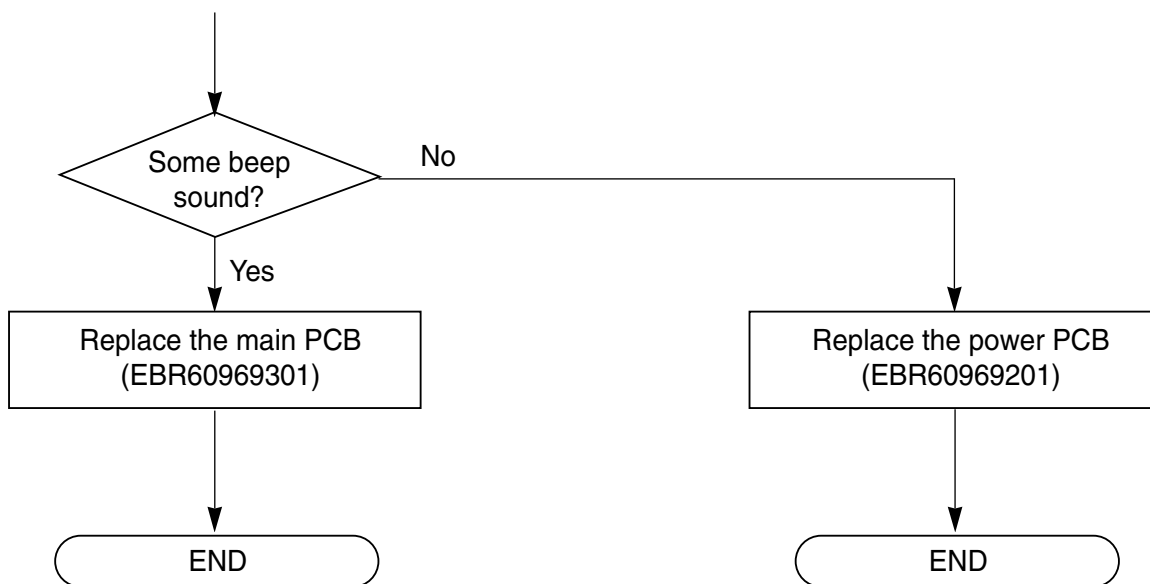 Some beep
sound?
No
Yes
Replace the main PCB
(EBR60969301)
Replace the power PCB
(EBR60969201)
END
END